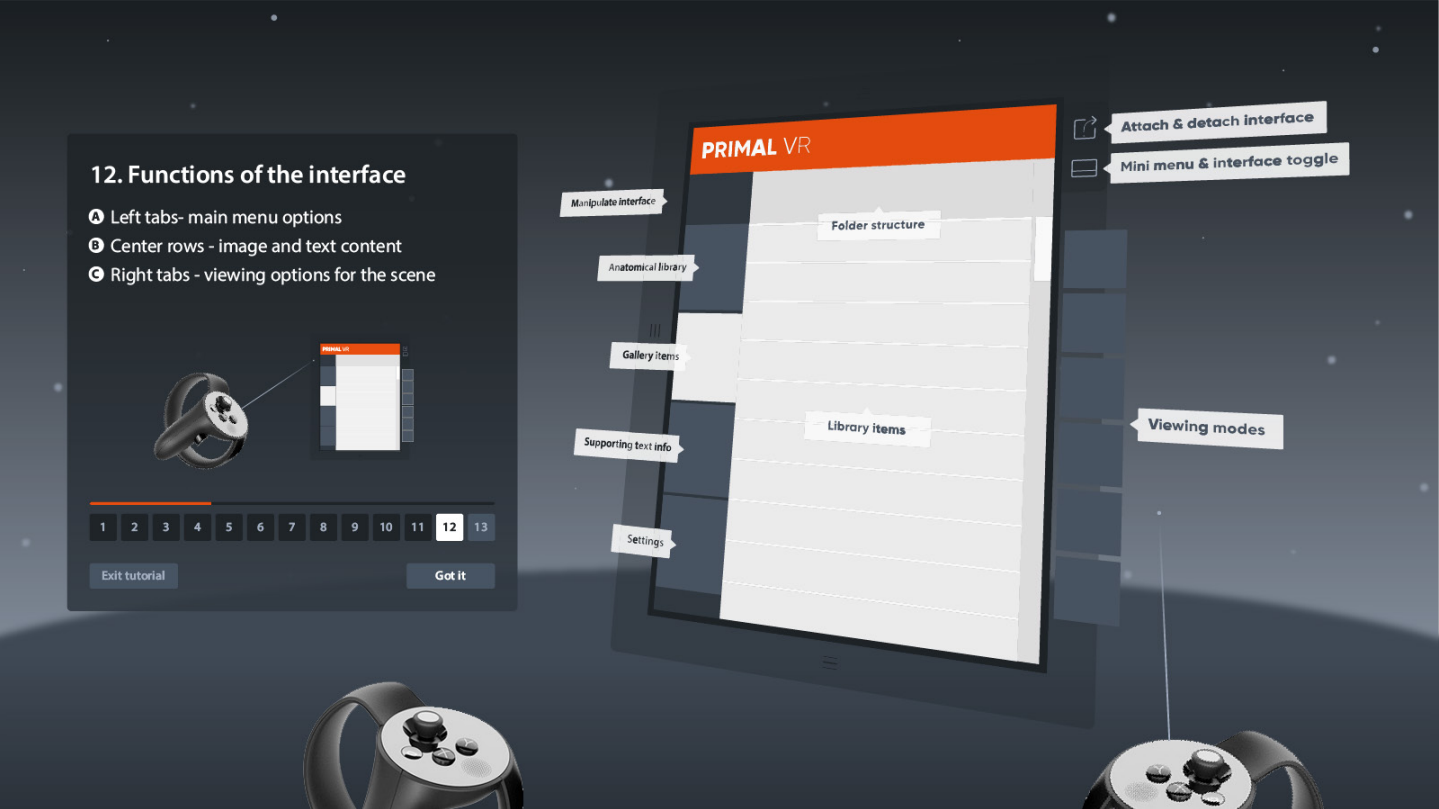 12. Functions of the interface
A Left tabs- main menu options
B Center rows - image and text content
C Right tabs - viewing options for the scene
PRIMAL VR
1 2 3 4 5 6 7 8 9 10 11 12 13
Exit tutorial
Got it
PRIMAL VR
Attach & detach interface
Mini menu & interface toggle
Manipulate interface
Folder structure
Anatomical library
Gallery items
Library items
Viewing modes
Supporting text info
Settings